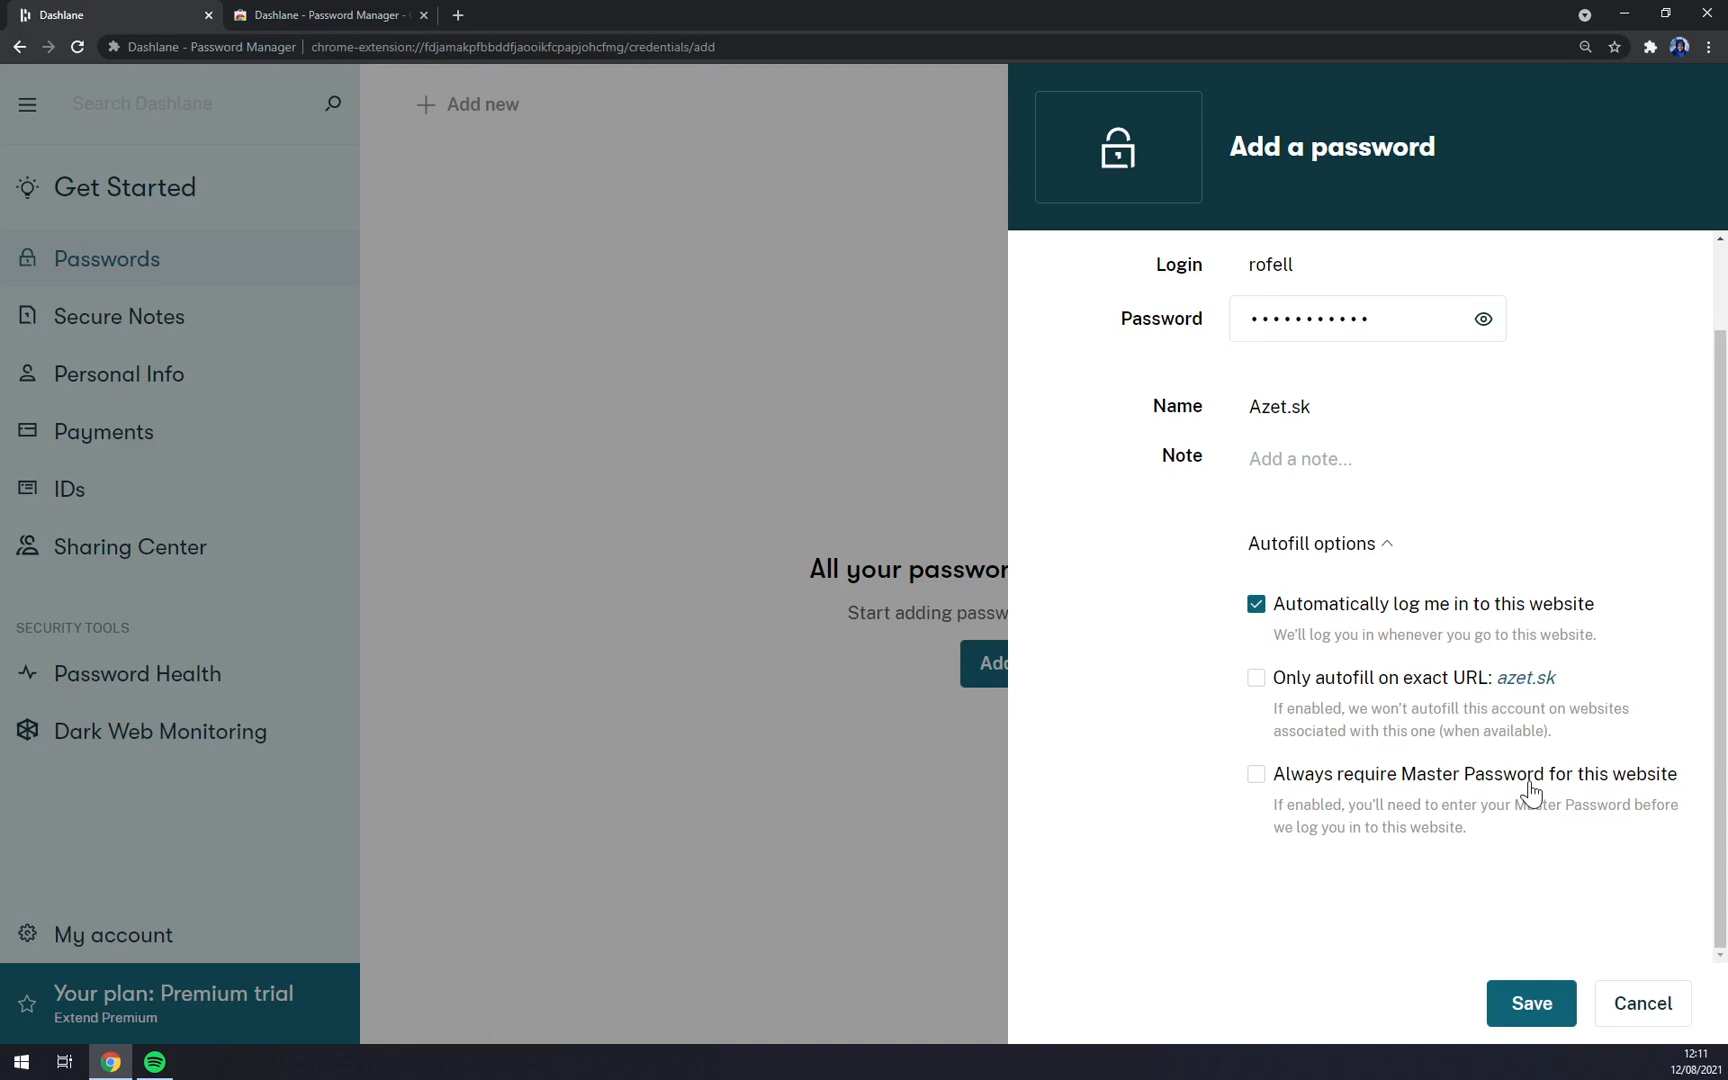 Dashlane
Dashlane - Password Manager -
Dashlane - Password Manager | chrome-extension://fdjamakpfbbddfjaooikfcpapjohcfmg/credentials/add
Search Dashlane
Get Started
Passwords
Secure Notes
Personal Info
Payments
IDs
Sharing Center
SECURITY TOOLS
Password Health
Dark Web Monitoring
My account
Your plan: Premium trial
Extend Premium
Add new
All your passwor
Start adding passw
Add
Add a password
Login rofell
Password •••••••••••
Name Azet.sk
Note Add a note...
Autofill options
Automatically log me in to this website
We'll log you in whenever you go to this website.
Only autofill on exact URL: azet.sk
If enabled, we won't autofill this account on websites
associated with this one (when available).
Always require Master Password for this website
If enabled, you'll need to enter your Master Password before
we log you in to this website.
Save Cancel
12:11
12/08/2021